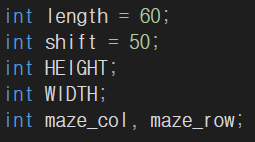 int length = 60;
int shift = 50;
int HEIGHT;
int WIDTH;
int maze_col, maze_row;